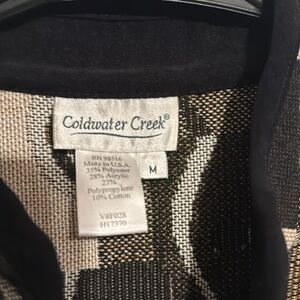 Coldwater Creek®
RN 98516
Made in U.S.A.
35% Polyester
28% Acrylic
27%
Polypropylene
10% Cotton
M
V#F028
H17370